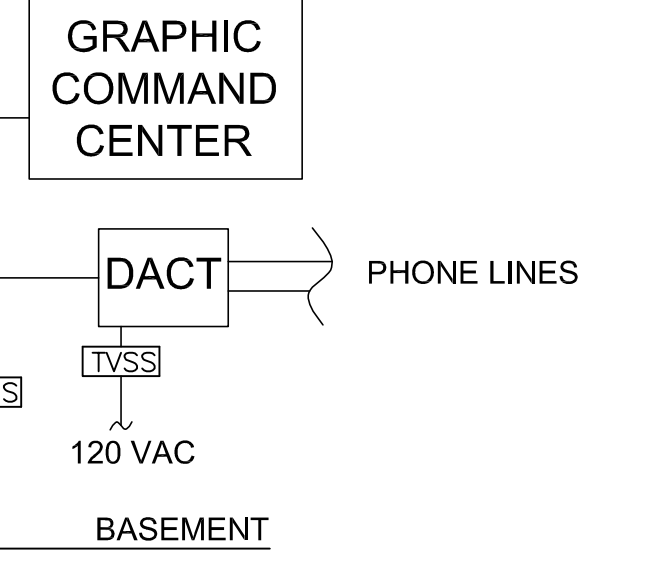 GRAPHIC
COMMAND
CENTER
DACT
PHONE LINES
TVSS
S
120 VAC
BASEMENT